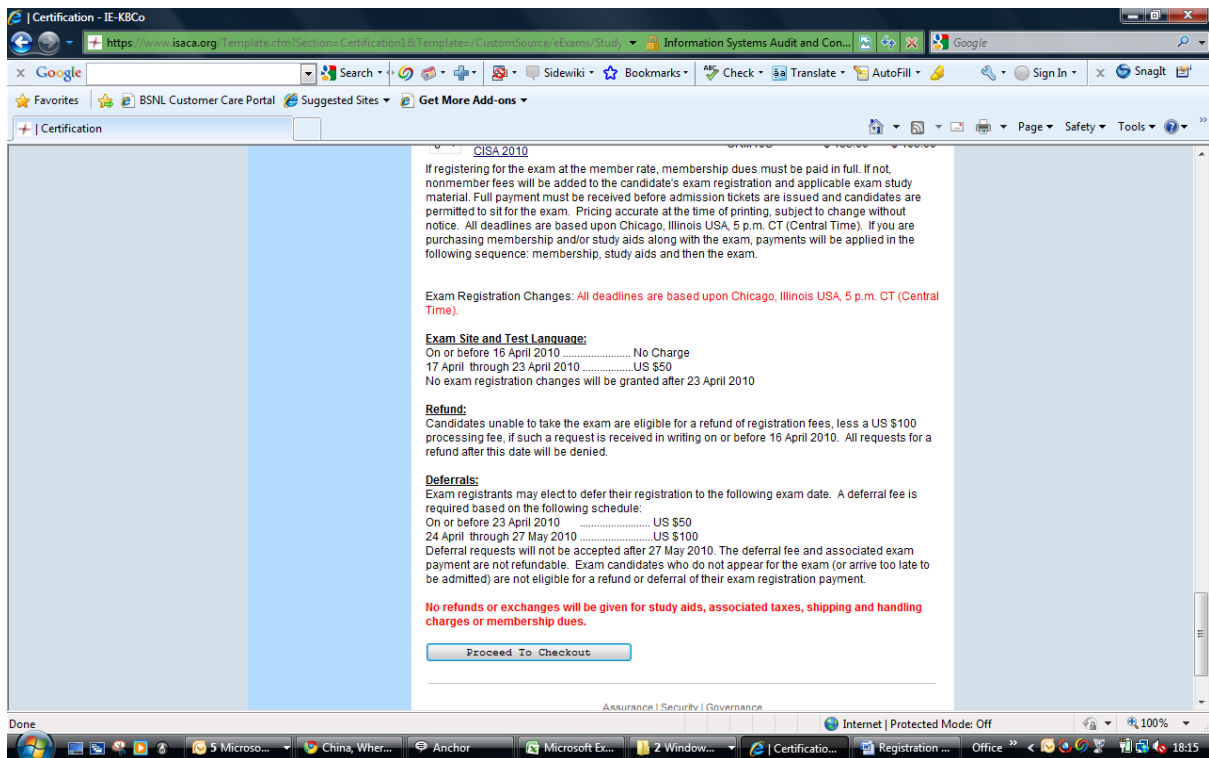 | Certification - IE-KBCo
https://www.isaca.org/Template.cfm?Section=Certification1&Template=/CustomSource/eExams/Study Information Systems Audit and Con... Google
x Google Search Sidewiki Bookmarks Check Translate AutoFill Sign In x SnagIt
Favorites BSNL Customer Care Portal Suggested Sites Get More Add-ons
| Certification Page Safety Tools
CISA 2010
If registering for the exam at the member rate, membership dues must be paid in full. If not,
nonmember fees will be added to the candidate's exam registration and applicable exam study
material. Full payment must be received before admission tickets are issued and candidates are
permitted to sit for the exam. Pricing accurate at the time of printing, subject to change without
notice. All deadlines are based upon Chicago, Illinois USA, 5 p.m. CT (Central Time). If you are
purchasing membership and/or study aids along with the exam, payments will be applied in the
following sequence: membership, study aids and then the exam.
Exam Registration Changes: All deadlines are based upon Chicago, Illinois USA, 5 p.m. CT (Central
Time).
Exam Site and Test Language:
On or before 16 April 2010 ........................ No Charge
17 April through 23 April 2010 ..................US $50
No exam registration changes will be granted after 23 April 2010
Refund:
Candidates unable to take the exam are eligible for a refund of registration fees, less a US $100
processing fee, if such a request is received in writing on or before 16 April 2010. All requests for a
refund after this date will be denied.
Deferrals:
Exam registrants may elect to defer their registration to the following exam date. A deferral fee is
required based on the following schedule:
On or before 23 April 2010 ......................... US $50
24 April through 27 May 2010 ..........................US $100
Deferral requests will not be accepted after 27 May 2010. The deferral fee and associated exam
payment are not refundable. Exam candidates who do not appear for the exam (or arrive too late to
be admitted) are not eligible for a refund or deferral of their exam registration payment.
No refunds or exchanges will be given for study aids, associated taxes, shipping and handling
charges or membership dues.
Proceed To Checkout
Assurance | Security | Governance
Done Internet | Protected Mode: Off 100%
5 Microso... China, Wher... Anchor Microsoft Ex... 2 Window... | Certificatio... Registration ... Office 18:15